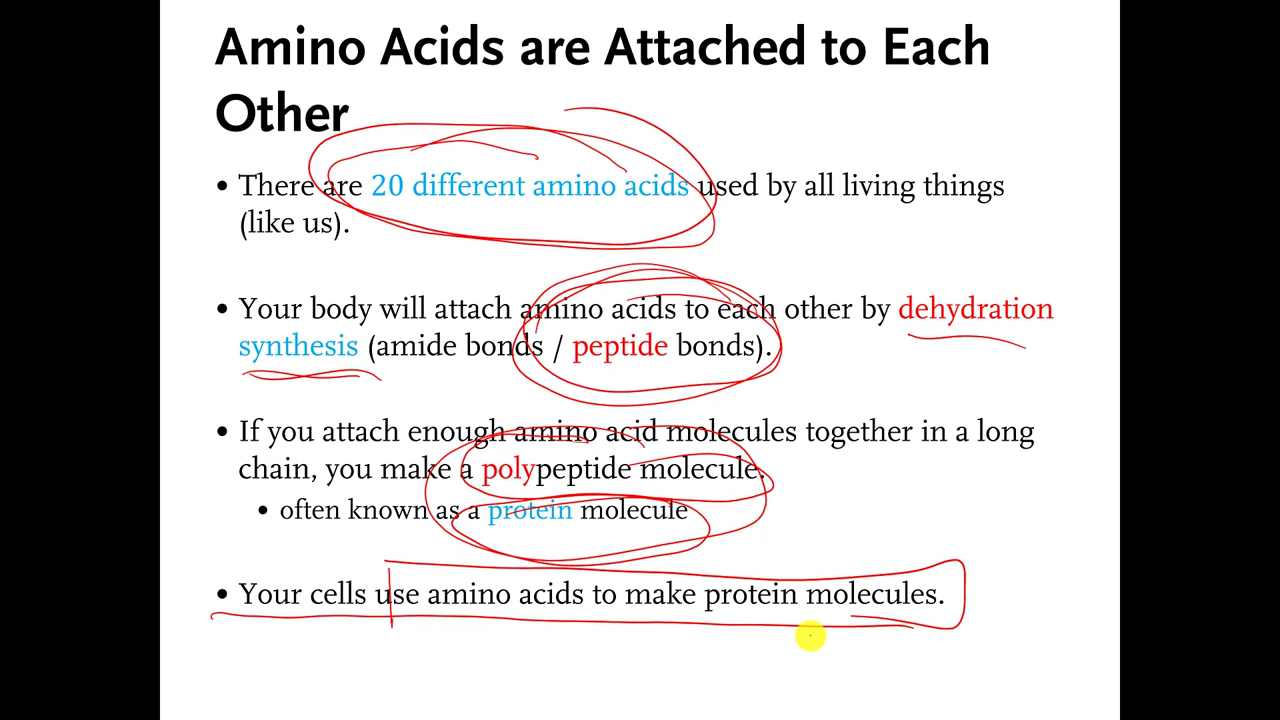 Amino Acids are Attached to Each
Other
• There are 20 different amino acids used by all living things
(like us).
• Your body will attach amino acids to each other by dehydration
synthesis (amide bonds / peptide bonds).
• If you attach enough amino acid molecules together in a long
chain, you make a polypeptide molecule.
• often known as a protein molecule
• Your cells use amino acids to make protein molecules.